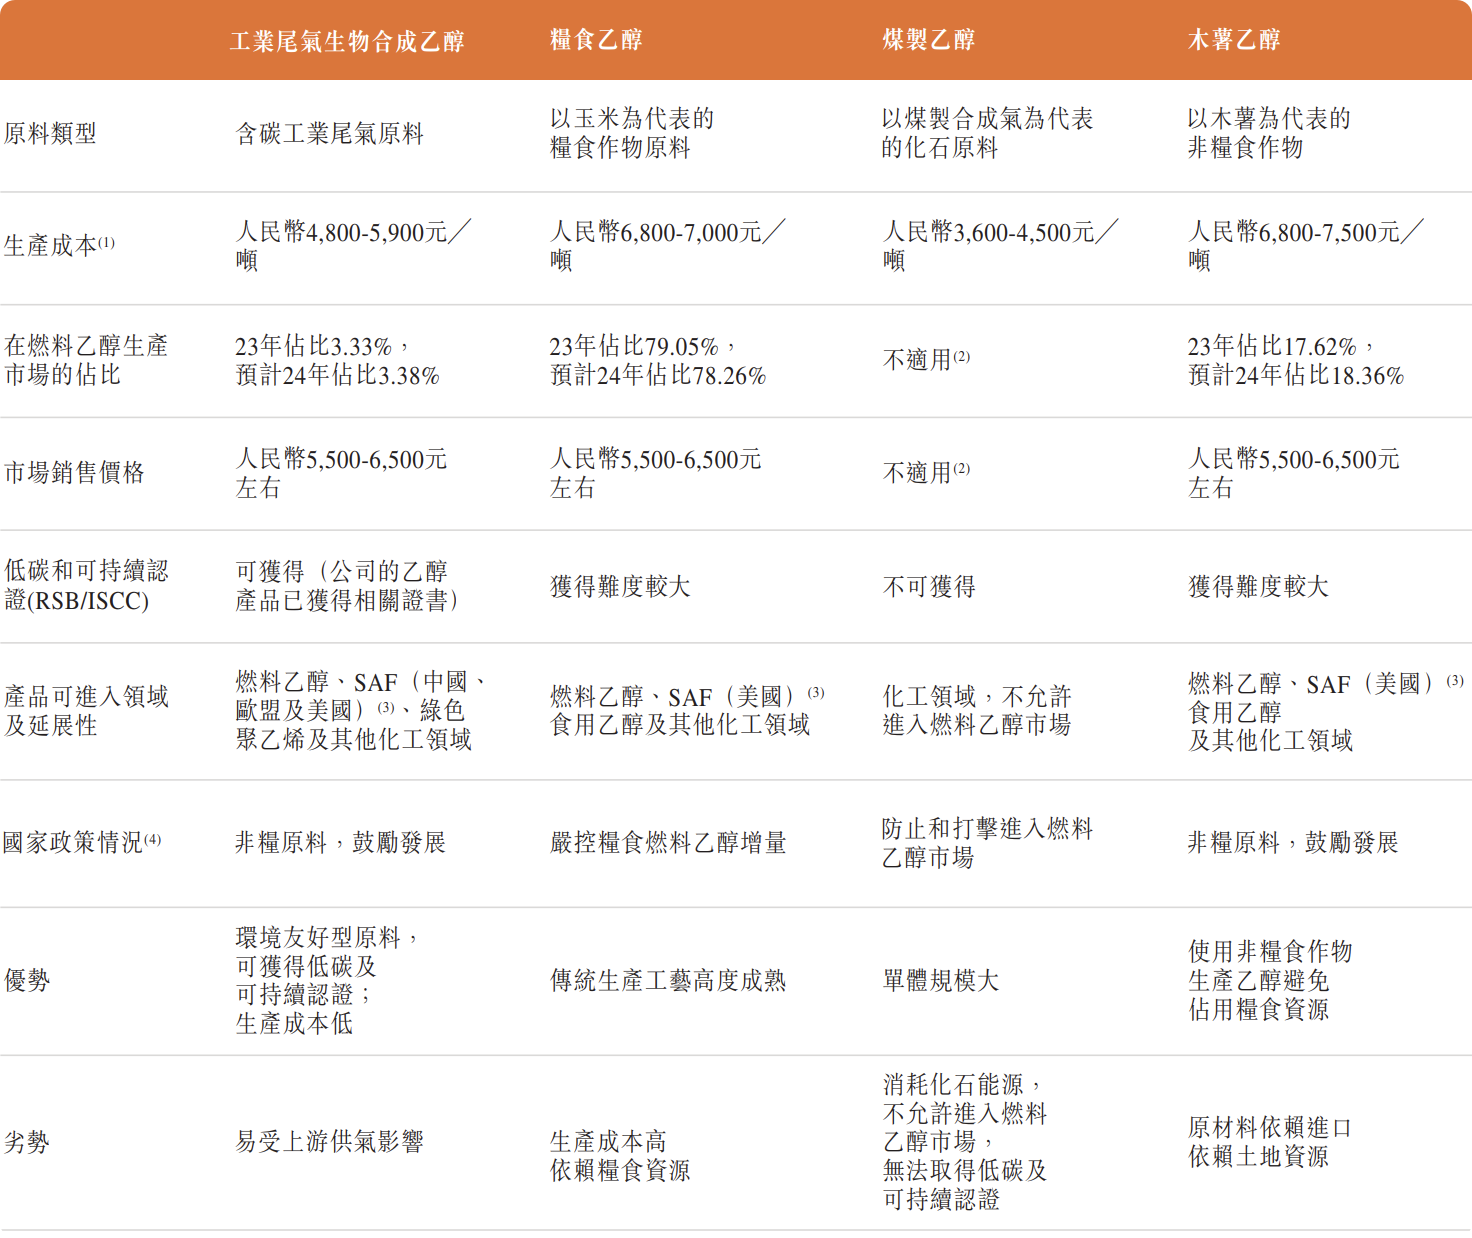 工業尾氣生物合成乙醇 糧食乙醇 煤製乙醇 木薯乙醇
原料類型
含碳工業尾氣原料
以玉米為代表的
糧食作物原料
以煤製合成氣為代表
的化石原料
以木薯為代表的
非糧食作物
生產成本(1)
人民幣4,800-5,900元╱
噸
人民幣6,800-7,000元╱
噸
人民幣3,600-4,500元╱
噸
人民幣6,800-7,500元╱
噸
在燃料乙醇生產
市場的佔比
23年佔比3.33%，
預計24年佔比3.38%
23年佔比79.05%，
預計24年佔比78.26%
不適用(2)
23年佔比17.62%，
預計24年佔比18.36%
市場銷售價格
人民幣5,500-6,500元
左右
人民幣5,500-6,500元
左右
不適用(2)
人民幣5,500-6,500元
左右
低碳和可持續認
證(RSB/ISCC)
可獲得（公司的乙醇
產品已獲得相關證書）
獲得難度較大
不可獲得
獲得難度較大
產品可進入領域
及延展性
燃料乙醇、SAF（中國、
歐盟及美國）(3)、綠色
聚乙烯及其他化工領域
燃料乙醇、SAF（美國）(3)
食用乙醇及其他化工領域
化工領域，不允許
進入燃料乙醇市場
燃料乙醇、SAF（美國）(3)
食用乙醇
及其他化工領域
國家政策情況(4)
非糧原料，鼓勵發展
嚴控糧食燃料乙醇增量
防止和打擊進入燃料
乙醇市場
非糧原料，鼓勵發展
優勢
環境友好型原料，
可獲得低碳及
可持續認證；
生產成本低
傳統生產工藝高度成熟
單體規模大
使用非糧食作物
生產乙醇避免
佔用糧食資源
劣勢
易受上游供氣影響
生產成本高
依賴糧食資源
消耗化石能源，
不允許進入燃料
乙醇市場，
無法取得低碳及
可持續認證
原材料依賴進口
依賴土地資源